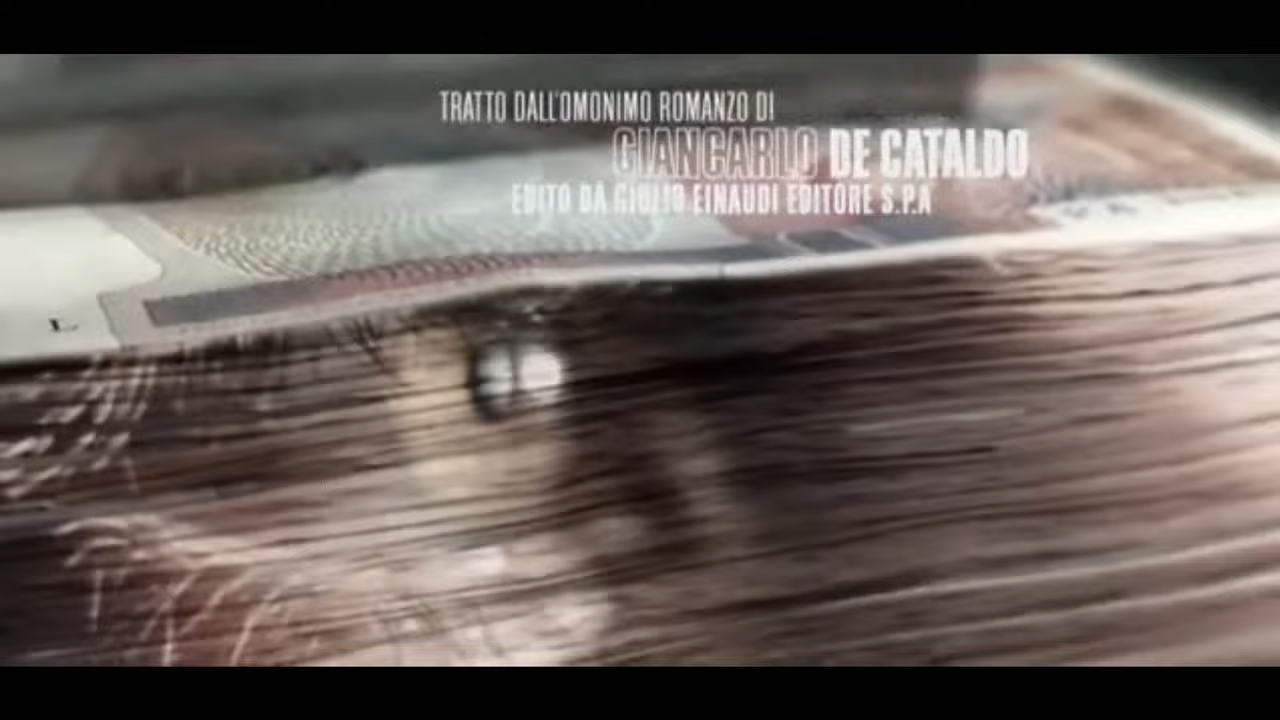 TRATTO DALL'OMONIMO ROMANZO DI
GIANCARLO DE CATALDO
EDITO DA GIULIO EINAUDI EDITORE S.P.A
L